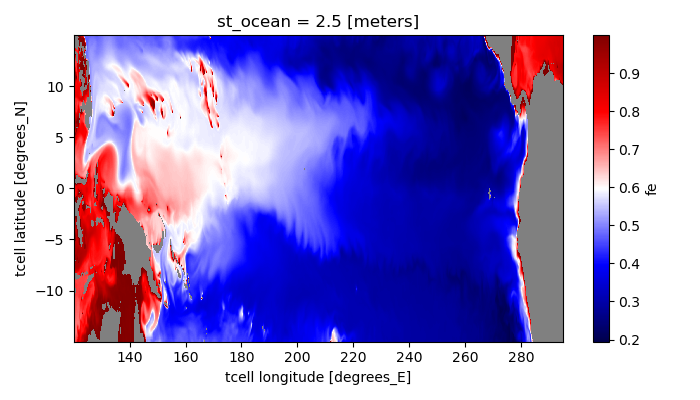 st_ocean = 2.5 [meters]
10
5
0
−5
−10
tcell latitude [degrees_N]
140 160 180 200 220 240 260 280
tcell longitude [degrees_E]
0.9
0.8
0.7
0.6
0.5
0.4
0.3
0.2
fe